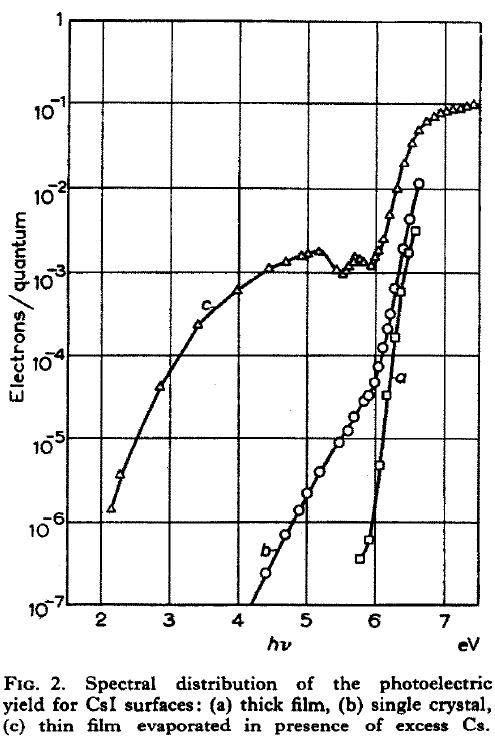 1
10⁻¹
10⁻²
10⁻³
10⁻⁴
10⁻⁵
10⁻⁶
10⁻⁷
Electrons/quantum
c
a
b
2 3 4 5 6 7
hν eV
FIG. 2. Spectral distribution of the photoelectric
yield for CsI surfaces: (a) thick film, (b) single crystal,
(c) thin film evaporated in presence of excess Cs.